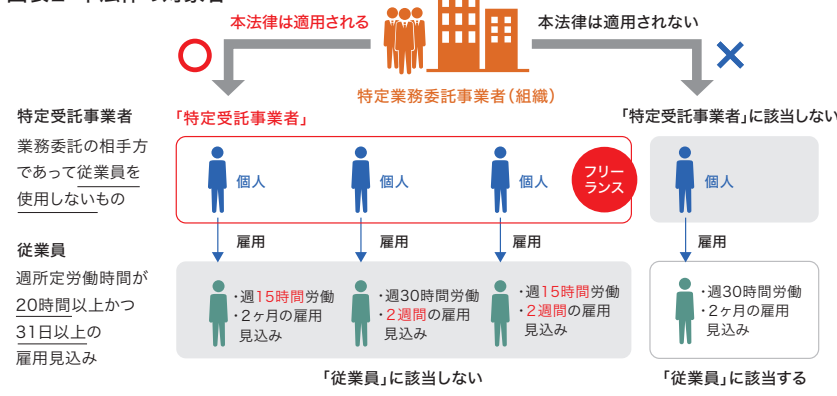 本法律は適用される
本法律は適用されない
特定業務委託事業者(組織)
特定受託事業者
業務委託の相手方
であって従業員を
使用しないもの
「特定受託事業者」
「特定受託事業者」に該当しない
個人
個人
個人
フリー
ランス
個人
雇用
雇用
雇用
雇用
従業員
週所定労働時間が
20時間以上かつ
31日以上の
雇用見込み
・週15時間労働
・2ヶ月の雇用
見込み
・週30時間労働
・2週間の雇用
見込み
・週15時間労働
・2週間の雇用
見込み
・週30時間労働
・2ヶ月の雇用
見込み
「従業員」に該当しない
「従業員」に該当する